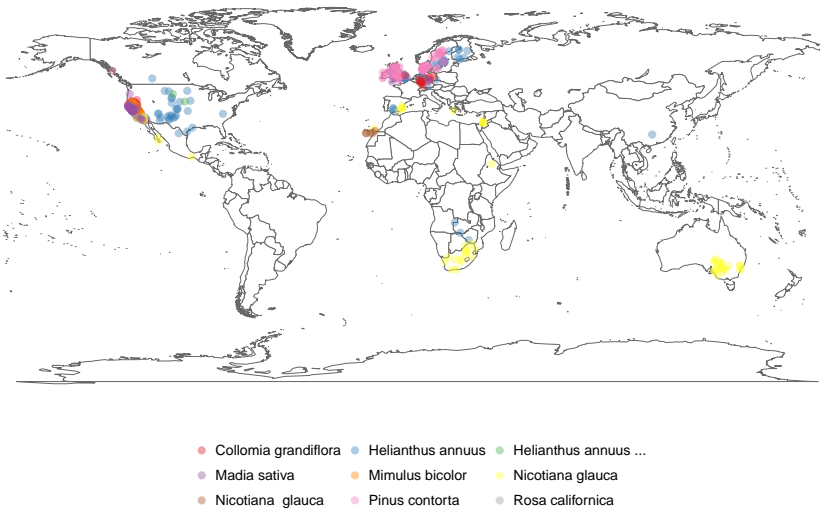 Collomia grandiflora Helianthus annuus Helianthus annuus ...
Madia sativa Mimulus bicolor Nicotiana glauca
Nicotiana  glauca Pinus contorta Rosa californica